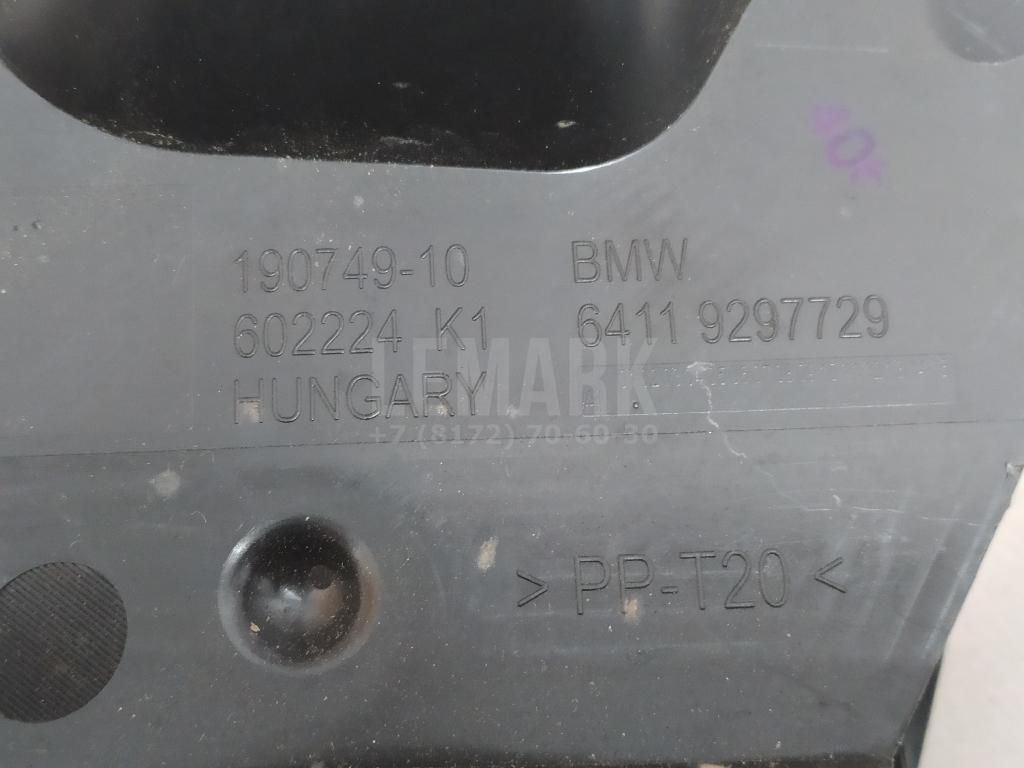 190749-10 BMW
602224 K1 6411 9297729
HUNGARY
LEMARK
+7 (8172) 70-60-30
> PP-T20 <